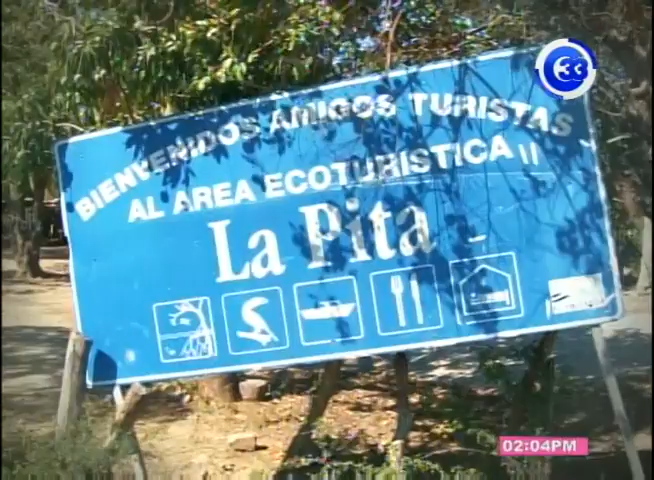 33
BIENVENIDOS AMIGOS TURISTAS
AL AREA ECOTURISTICA
La Pita
02:04PM